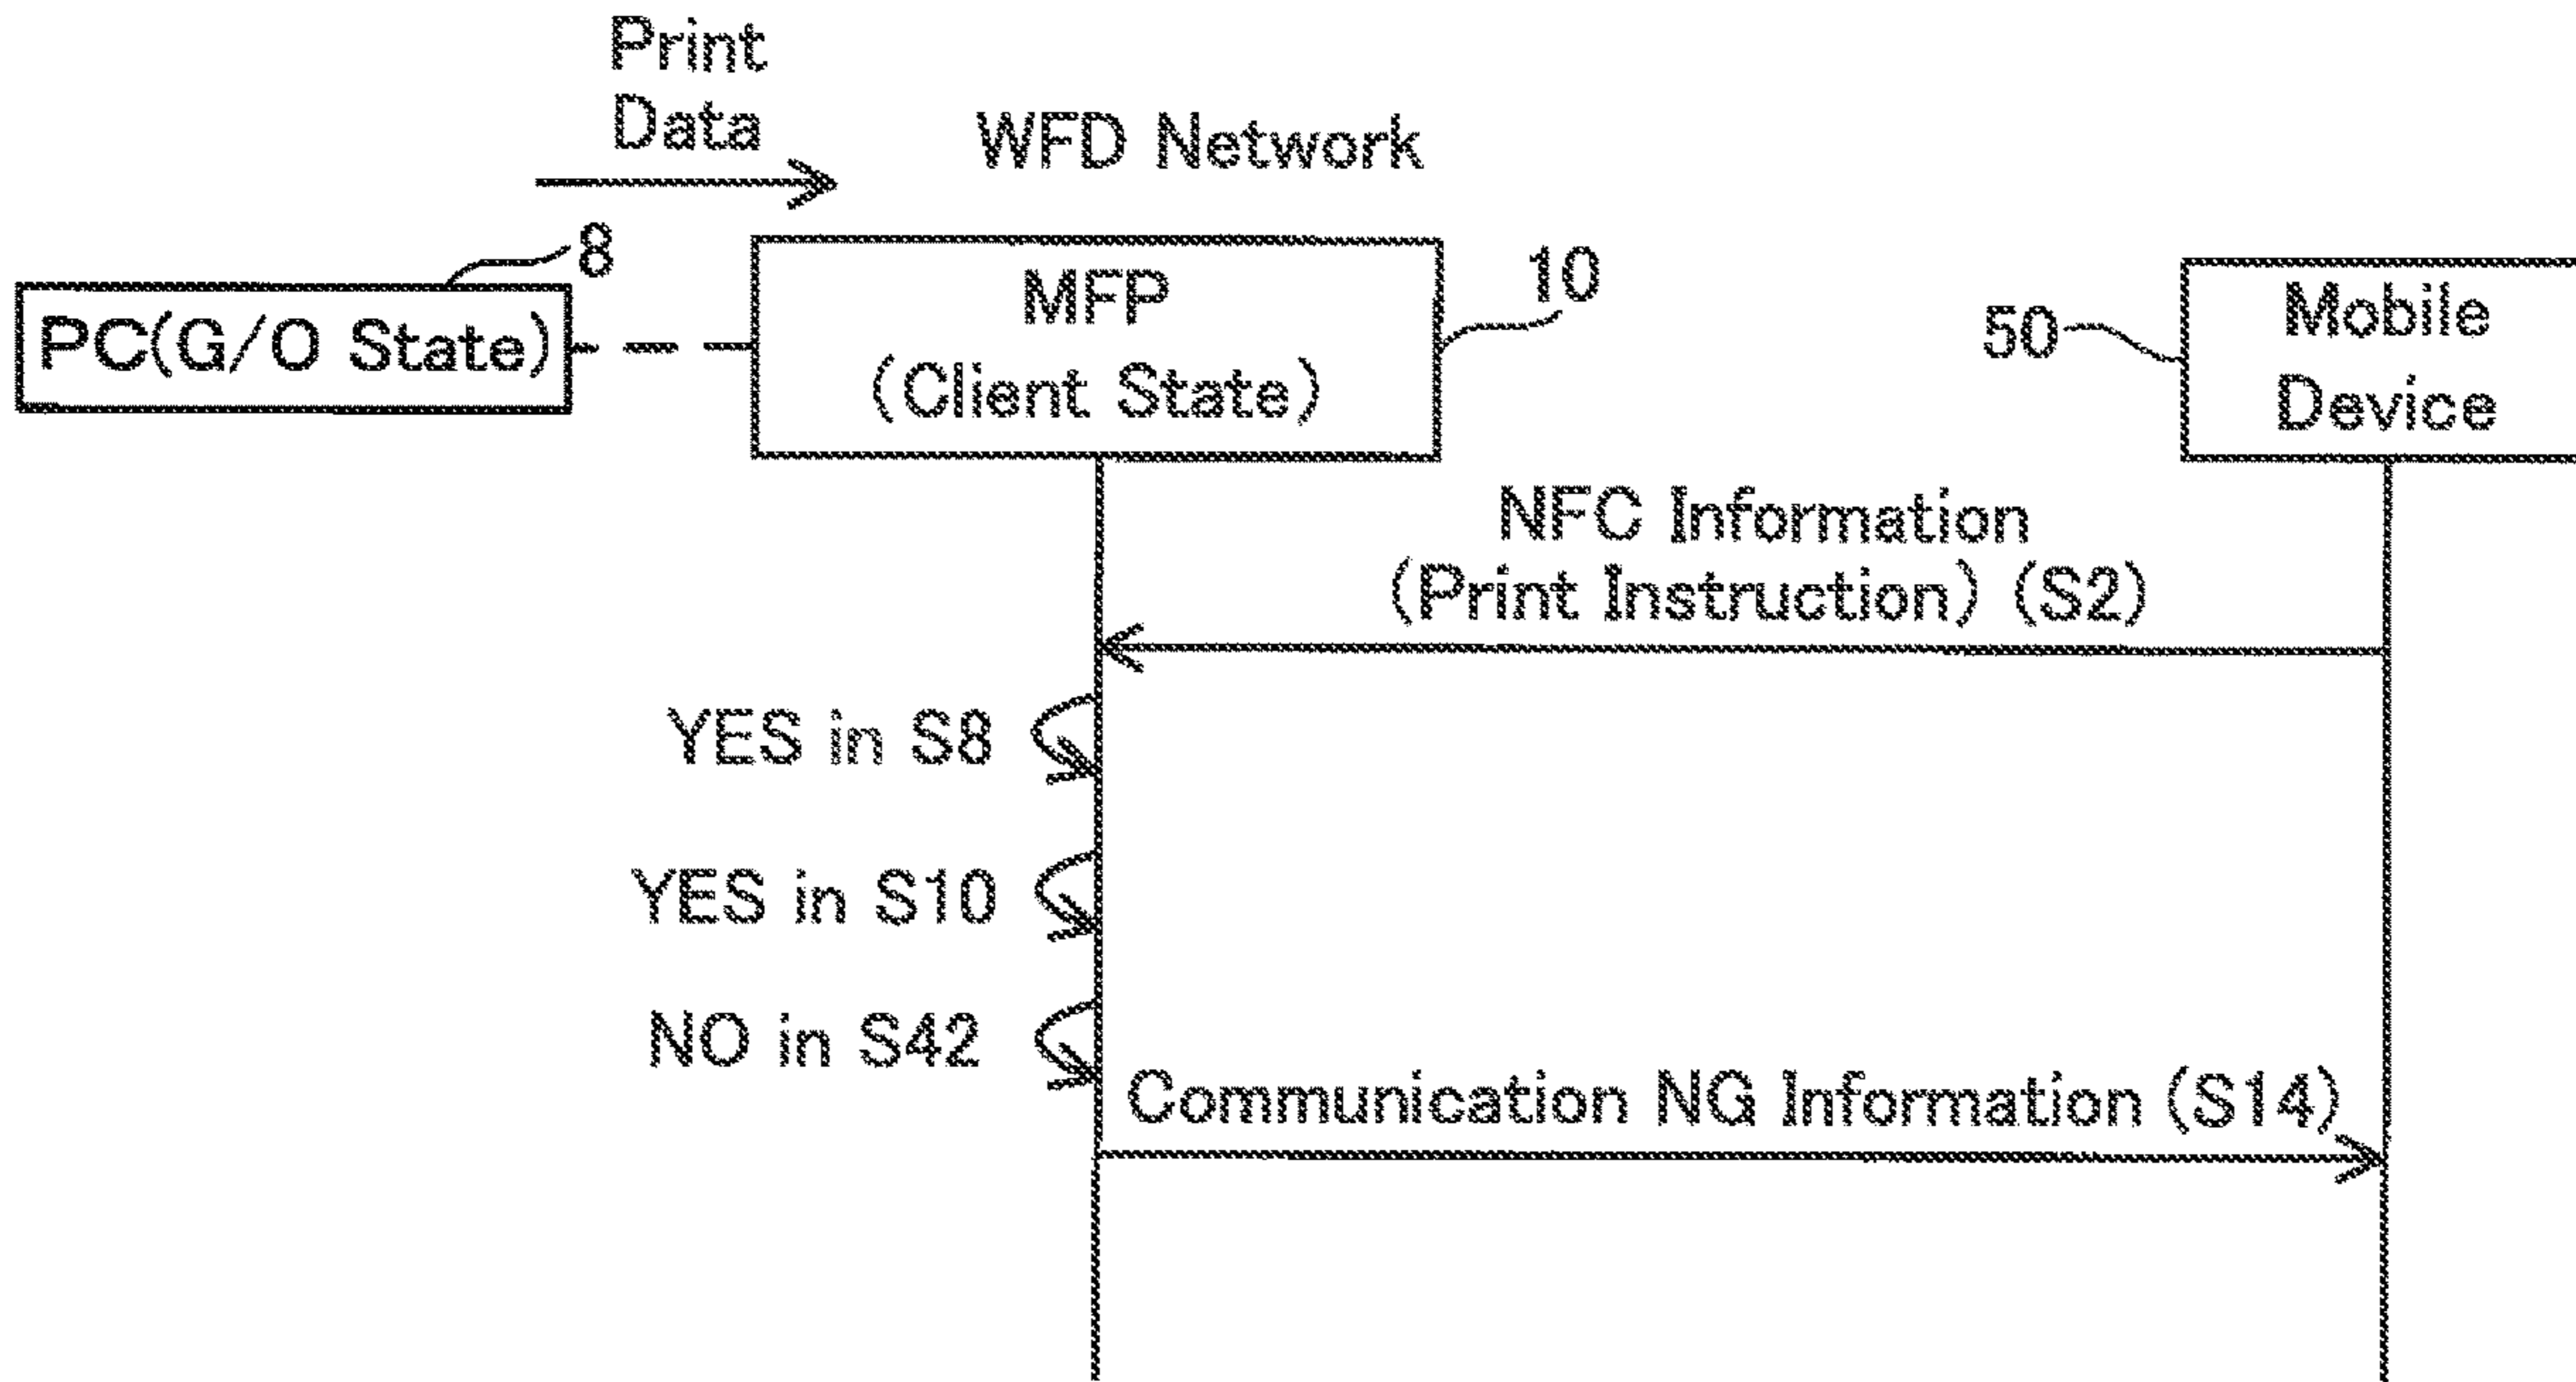 Print
Data
WFD Network
8
PC(G/O State)
MFP
(Client State)
10
50
Mobile
Device
NFC Information
(Print Instruction) (S2)
YES in S8
YES in S10
NO in S42
Communication NG Information (S14)